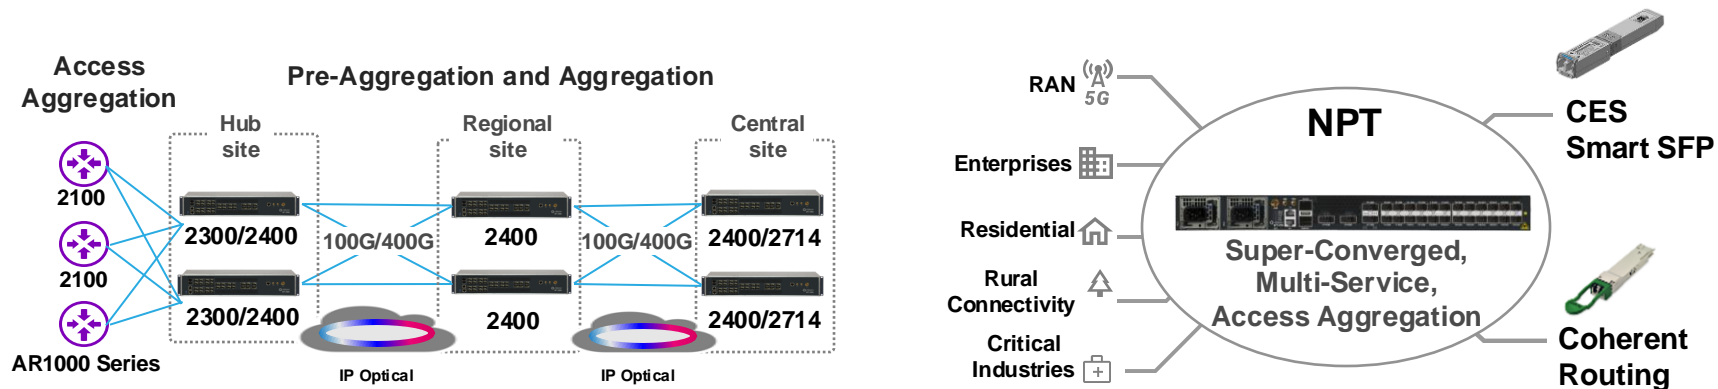 Access
Aggregation
Pre-Aggregation and Aggregation
Hub
site
Regional
site
Central
site
2100
2100
AR1000 Series
2300/2400
100G/400G
2400
100G/400G
2400/2714
2300/2400
2400
2400/2714
IP Optical
IP Optical
RAN
5G
Enterprises
Residential
Rural
Connectivity
Critical
Industries
NPT
Super-Converged,
Multi-Service,
Access Aggregation
CES
Smart SFP
Coherent
Routing